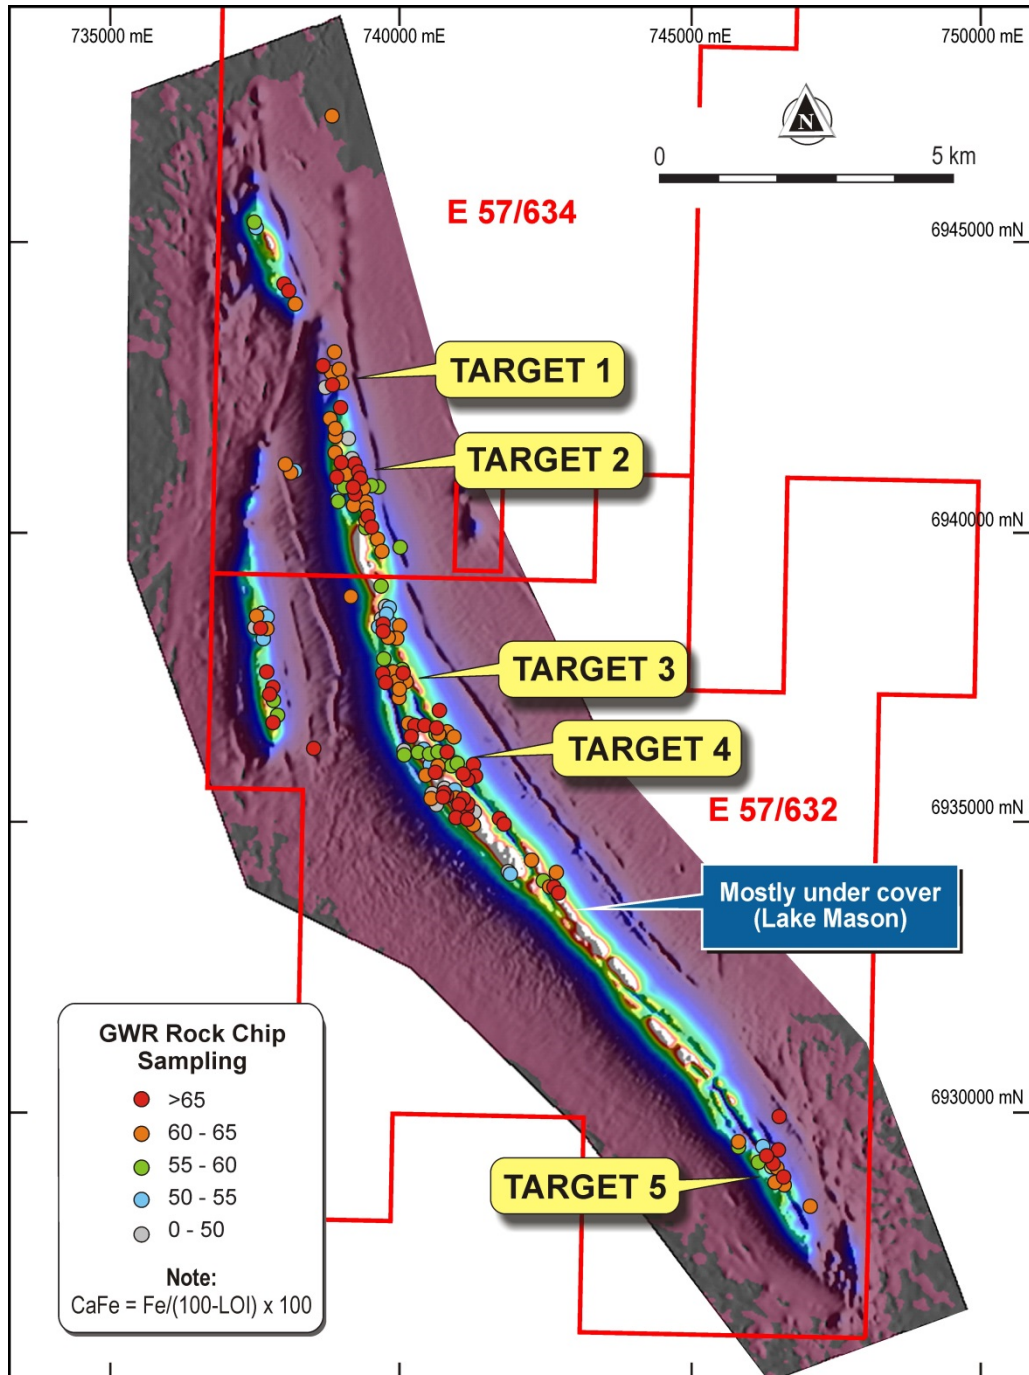 735000 mE
740000 mE
745000 mE
750000 mE
N
0
5 km
E 57/634
6945000 mN
TARGET 1
TARGET 2
6940000 mN
TARGET 3
TARGET 4
E 57/632
6935000 mN
Mostly under cover
(Lake Mason)
GWR Rock Chip
Sampling
>65
60 - 65
55 - 60
50 - 55
0 - 50
Note:
CaFe = Fe/(100-LOI) x 100
6930000 mN
TARGET 5